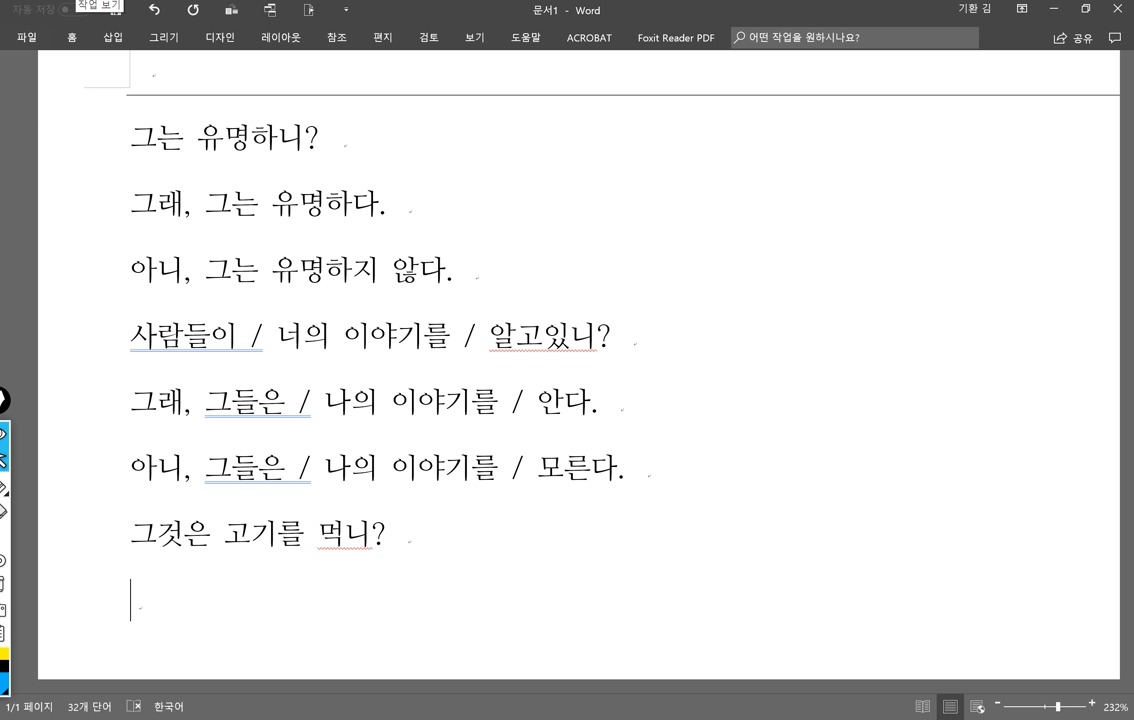 자동 저장
작업 보기
문서1 - Word
기환 김
파일 홈 삽입 그리기 디자인 레이아웃 참조 편지 검토 보기 도움말 ACROBAT Foxit Reader PDF 어떤 작업을 원하시나요? 공유
그는 유명하니?
그래, 그는 유명하다.
아니, 그는 유명하지 않다.
사람들이 / 너의 이야기를 / 알고있니?
그래, 그들은 / 나의 이야기를 / 안다.
아니, 그들은 / 나의 이야기를 / 모른다.
그것은 고기를 먹니?
1/1 페이지 32개 단어 한국어 232%